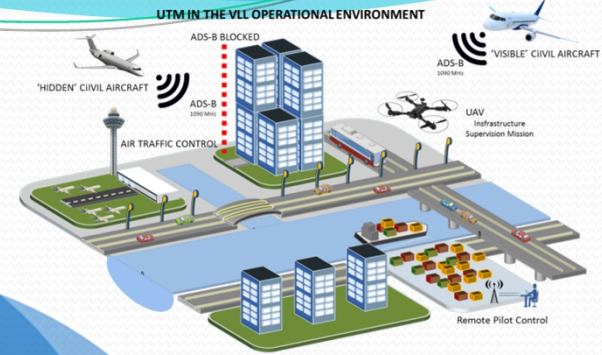 UTM IN THE VLL OPERATIONAL ENVIRONMENT
ADS-B BLOCKED
'HIDDEN' CIIVIL AIRCRAFT
ADS-B
1090 MHz
AIR TRAFFIC CONTROL
'VISIBLE' CIIVIL AIRCRAFT
ADS-B
1090 MHz
UAV
Insfrastructure
Supervision Mission
Remote Pilot Control